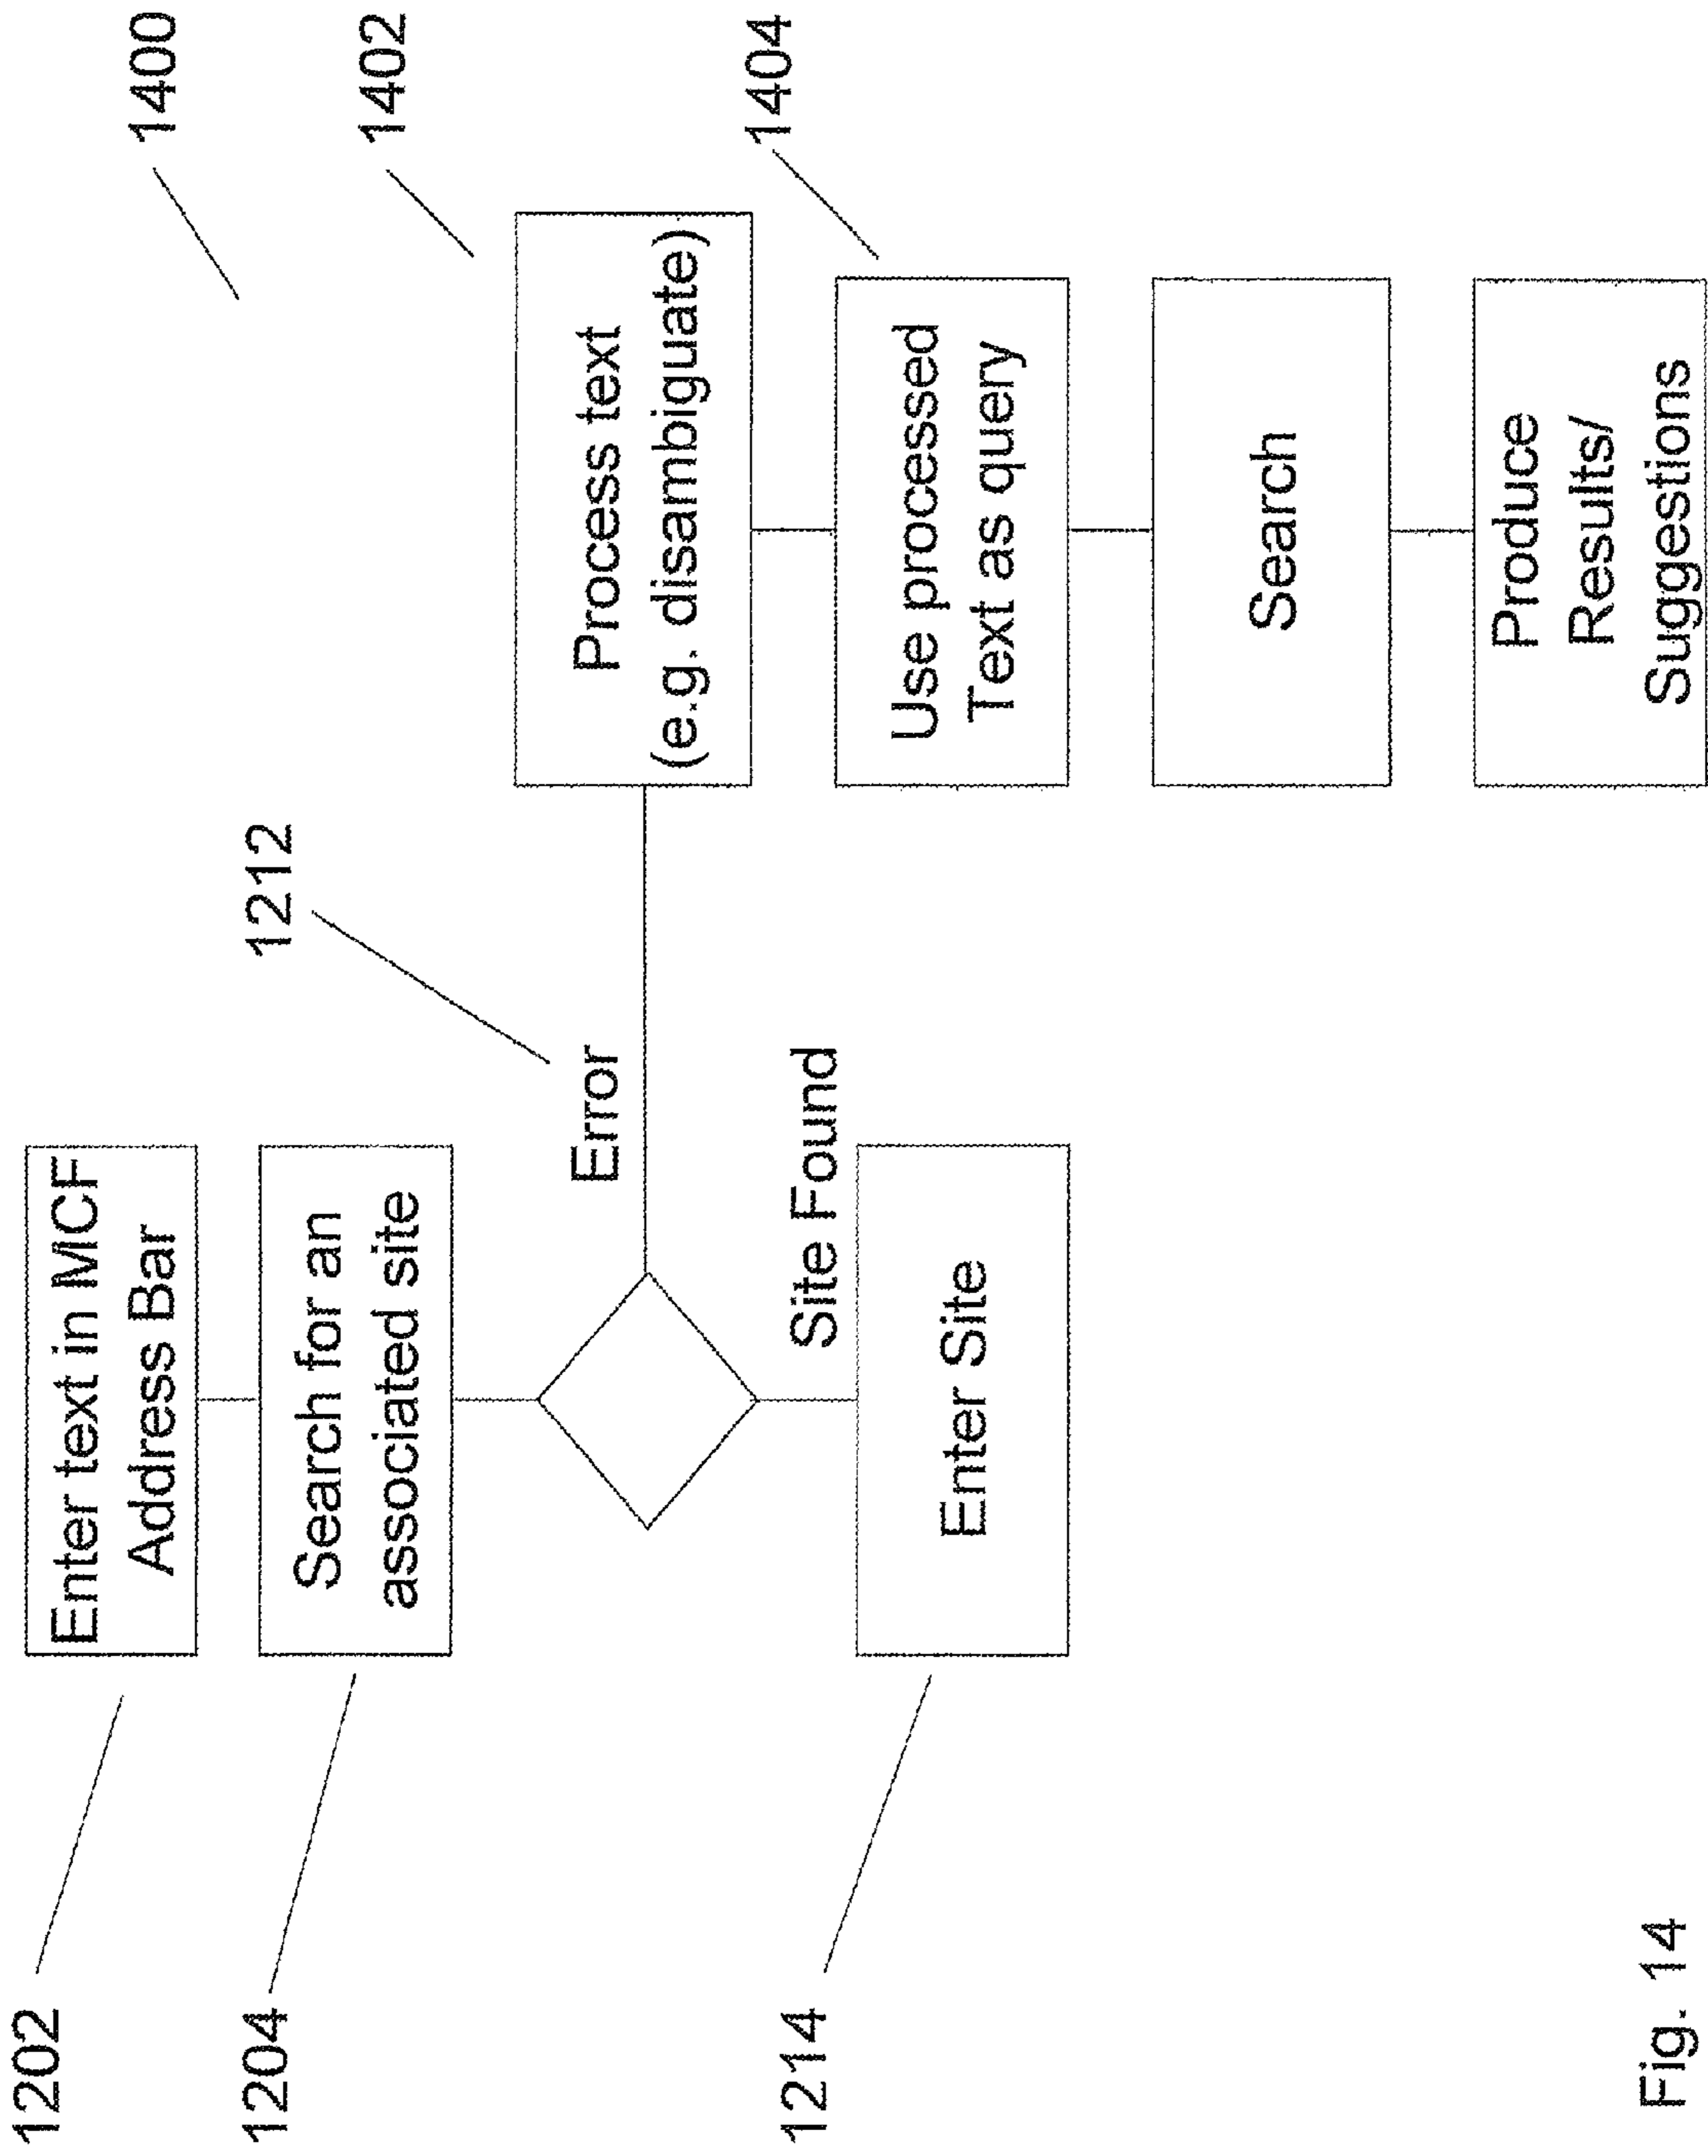 1400
1202
Enter text in MCF
Address Bar
1402
1204
Search for an
associated site
1212
Error
Process text
(e.g. disambiguate)
1404
1214
Site Found
Enter Site
Use processed
Text as query
Search
Produce
Results/
Suggestions
Fig. 14